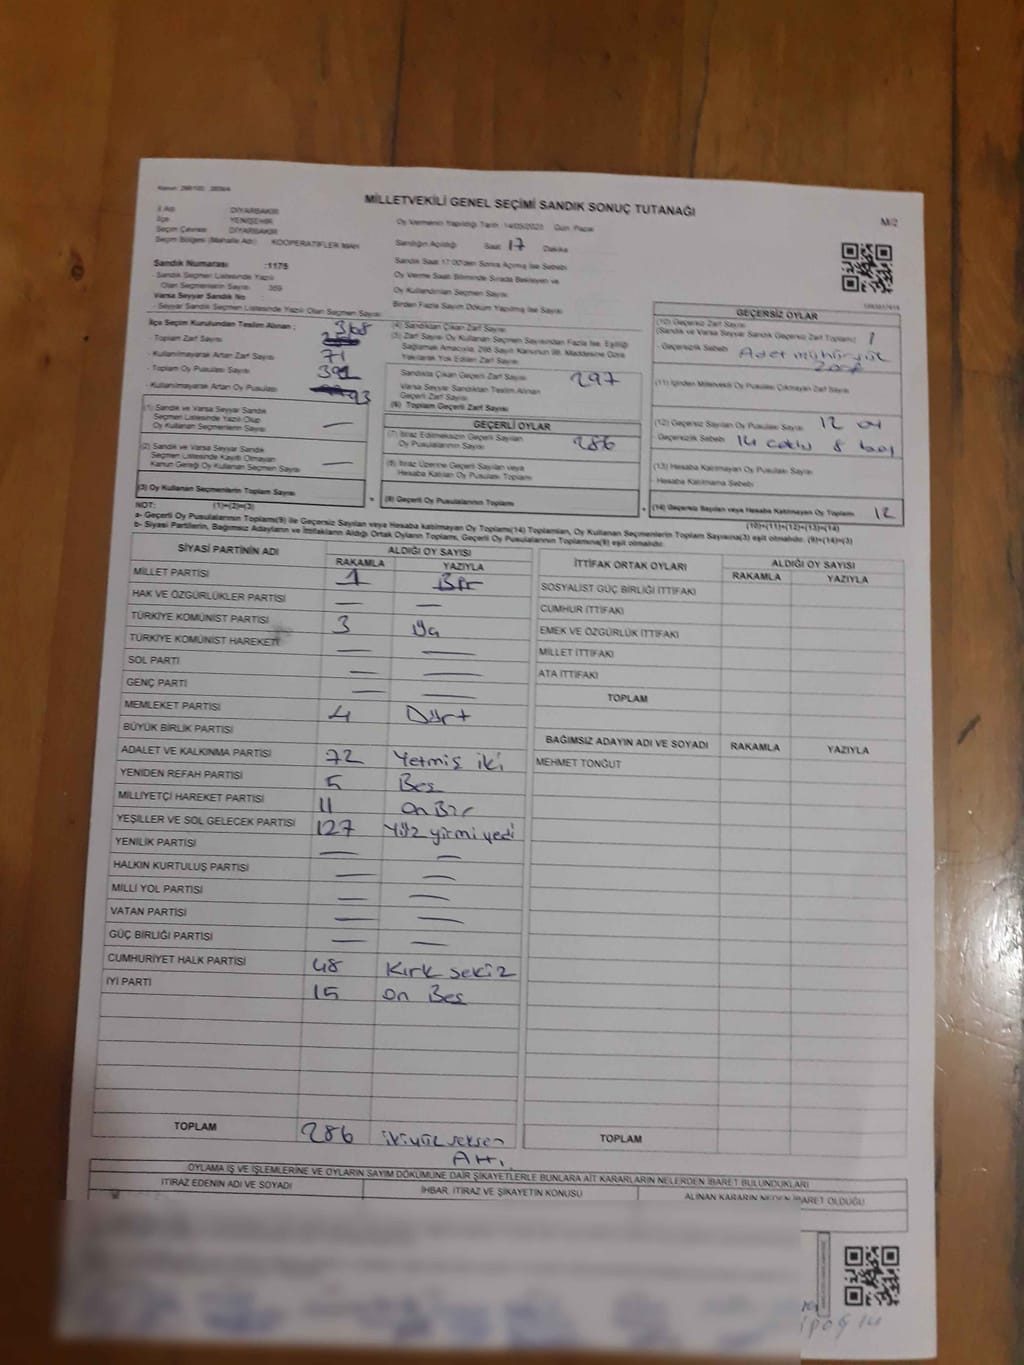 MİLLETVEKİLİ GENEL SEÇİMİ SANDIK SONUÇ TUTANAĞI
M/2
İl Adı DİYARBAKIR
İlçe YENİŞEHİR
Seçim Çevresi DİYARBAKIR
Seçim Bölgesi (Mahalle Adı) KOOPERATİFLER MAH.
Oy Vermenin Yapıldığı Tarih 14/05/2023 Gün Pazar
Sandığın Açıldığı Saat 17 Dakika
Sandık Numarası :1175
- Sandık Seçmen Listesinde Yazılı
Olan Seçmenlerin Sayısı
Varsa Seyyar Sandık No
- Seyyar Sandık Seçmen Listesinde Yazılı Olan Seçmen Sayısı
Sandık Saat 17:00'den Sonra Açılmış İse Sebebi
Oy Verme Saati Bitiminde Sırada Bekleyen ve
Oy Kullandırılan Seçmen Sayısı
Birden Fazla Sayım Döküm Yapılmış İse Sayısı
İlçe Seçim Kurulundan Teslim Alınan ;
- Toplam Zarf Sayısı 368
- Kullanılmayarak Artan Zarf Sayısı 71
- Toplam Oy Pusulası Sayısı 391
- Kullanılmayarak Artan Oy Pusulası 93
(1) Sandık ve Varsa Seyyar Sandık
Seçmen Listesinde Yazılı Olup
Oy Kullanan Seçmenlerin Sayısı —
(2) Sandık ve Varsa Seyyar Sandık
Seçmen Listesinde Kayıtlı Olmayan
Kanun Gereği Oy Kullanan Seçmen Sayısı —
(3) Oy Kullanan Seçmenlerin Toplam Sayısı
(1)+(2)=(3)
(4) Sandıktan Çıkan Zarf Sayısı
(5) Zarf Sayısı Oy Kullanan Seçmen Sayısından Fazla İse, Eşitliği
Sağlamak Amacıyla, 298 Sayılı Kanunun 98. Maddesine Göre
Yakılarak Yok Edilen Zarf Sayısı
Sandıkta Çıkan Geçerli Zarf Sayısı 297
Varsa Seyyar Sandıktan Teslim Alınan
Geçerli Zarf Sayısı
(6) Toplam Geçerli Zarf Sayısı
GEÇERLİ OYLAR
(7) İtiraz Edilmeksizin Geçerli Sayılan
Oy Pusulalarının Sayısı 286
(8) İtiraz Üzerine Geçerli Sayılan veya
Hesaba Katılan Oy Pusulası Toplamı
(9) Geçerli Oy Pusulalarının Toplamı
GEÇERSİZ OYLAR
(10) Geçersiz Zarf Sayısı
(Sandık ve Varsa Seyyar Sandık Geçersiz Zarf Toplamı) 1
- Geçersizlik Sebebi Adet
(11) İçinden Milletvekili Oy Pusulası Çıkmayan Zarf Sayısı
(12) Geçersiz Sayılan Oy Pusulası Sayısı 12 oy
- Geçersizlik Sebebi
(13) Hesaba Katılmayan Oy Pusulası Sayısı
- Hesaba Katılmama Sebebi
(14) Geçersiz Sayılan veya Hesaba Katılmayan Oy Toplamı 12
(10)+(11)+(12)+(13)=(14)
NOT:
a- Geçerli Oy Pusulalarının Toplamı(9) ile Geçersiz Sayılan veya Hesaba katılmayan Oy Toplamı(14) Toplamları, Oy Kullanan Seçmenlerin Toplam Sayısına(3) eşit olmalıdır. (9)+(14)=(3)
b- Siyasi Partilerin, Bağımsız Adayların ve İttifakların Aldığı Ortak Oyların Toplamı, Geçerli Oy Pusulalarının Toplamına(9) eşit olmalıdır.
SİYASİ PARTİNİN ADI ALDIĞI OY SAYISI
RAKAMLA YAZIYLA
MİLLET PARTİSİ 1 Bir
HAK VE ÖZGÜRLÜKLER PARTİSİ — —
TÜRKİYE KOMÜNİST PARTİSİ 3
TÜRKİYE KOMÜNİST HAREKETİ — —
SOL PARTİ — —
GENÇ PARTİ — —
MEMLEKET PARTİSİ 4 Dört
BÜYÜK BİRLİK PARTİSİ
ADALET VE KALKINMA PARTİSİ 72 Yetmiş iki
YENİDEN REFAH PARTİSİ 5 Beş
MİLLİYETÇİ HAREKET PARTİSİ 11 on Bir
YEŞİLLER VE SOL GELECEK PARTİSİ 127 Yüz yirmi yedi
YENİLİK PARTİSİ — —
HALKIN KURTULUŞ PARTİSİ — —
MİLLİ YOL PARTİSİ — —
VATAN PARTİSİ — —
GÜÇ BİRLİĞİ PARTİSİ — —
CUMHURİYET HALK PARTİSİ 48 Kırk sekiz
İYİ PARTİ 15 on Beş
TOPLAM 286 ikiyüz seksen
Altı
İTTİFAK ORTAK OYLARI ALDIĞI OY SAYISI
RAKAMLA YAZIYLA
SOSYALİST GÜÇ BİRLİĞİ İTTİFAKI
CUMHUR İTTİFAKI
EMEK VE ÖZGÜRLÜK İTTİFAKI
MİLLET İTTİFAKI
ATA İTTİFAKI
TOPLAM
BAĞIMSIZ ADAYIN ADI VE SOYADI RAKAMLA YAZIYLA
MEHMET TONĞUT
TOPLAM
OYLAMA İŞ VE İŞLEMLERİNE VE OYLARIN SAYIM DÖKÜMÜNE DAİR ŞİKAYETLERLE BUNLARA AİT KARARLARIN NELERDEN İBARET BULUNDUKLARI
İTİRAZ EDENİN ADI VE SOYADI
İHBAR, İTİRAZ VE ŞİKAYETİN KONUSU
ALINAN KARARIN NEDEN İBARET OLDUĞU